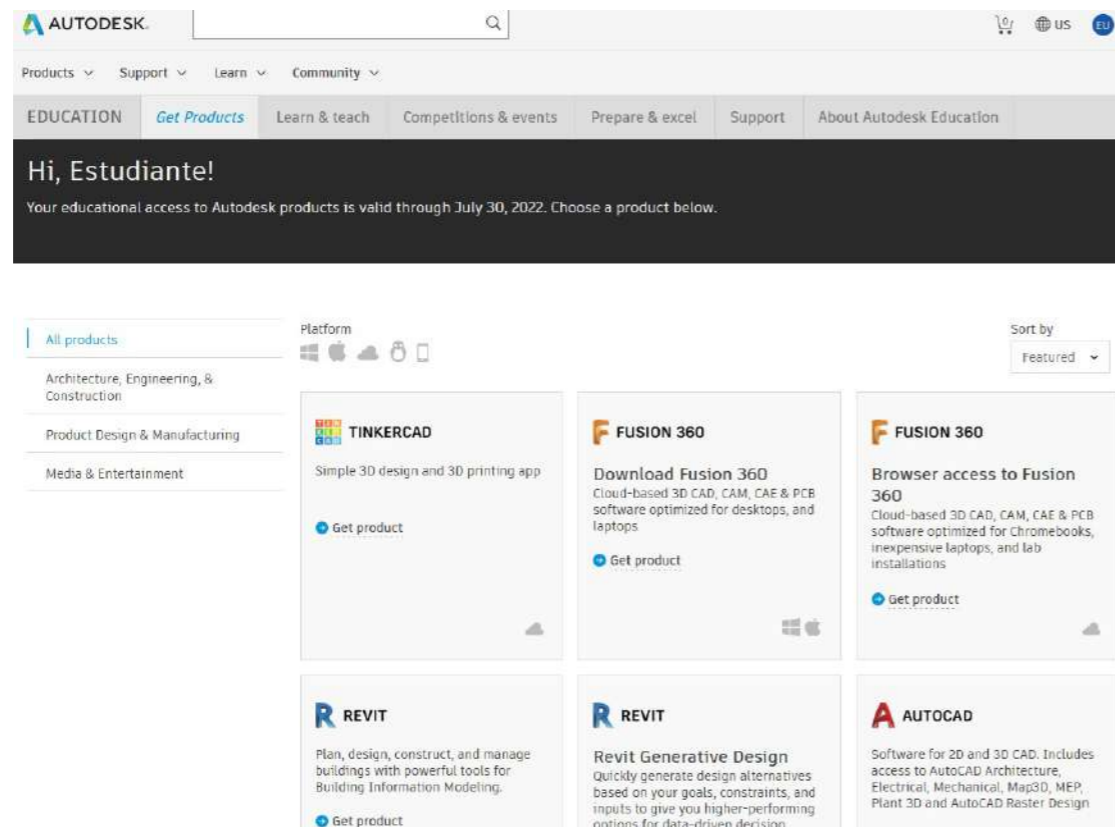 AUTODESK.
0
US
EU
Products
Support
Learn
Community
EDUCATION
Get Products
Learn & teach
Competitions & events
Prepare & excel
Support
About Autodesk Education
Hi, Estudiante!
Your educational access to Autodesk products is valid through July 30, 2022. Choose a product below.
All products
Architecture, Engineering, &
Construction
Product Design & Manufacturing
Media & Entertainment
Platform
Sort by
Featured
TINKERCAD
Simple 3D design and 3D printing app
Get product
FUSION 360
Download Fusion 360
Cloud-based 3D CAD, CAM, CAE & PCB
software optimized for desktops, and
laptops
Get product
FUSION 360
Browser access to Fusion
360
Cloud-based 3D CAD, CAM, CAE & PCB
software optimized for Chromebooks,
inexpensive laptops, and lab
installations
Get product
REVIT
Plan, design, construct, and manage
buildings with powerful tools for
Building Information Modeling.
Get product
REVIT
Revit Generative Design
Quickly generate design alternatives
based on your goals, constraints, and
inputs to give you higher-performing
options for data-driven decision
AUTOCAD
Software for 2D and 3D CAD. Includes
access to AutoCAD Architecture,
Electrical, Mechanical, Map3D, MEP,
Plant 3D and AutoCAD Raster Design